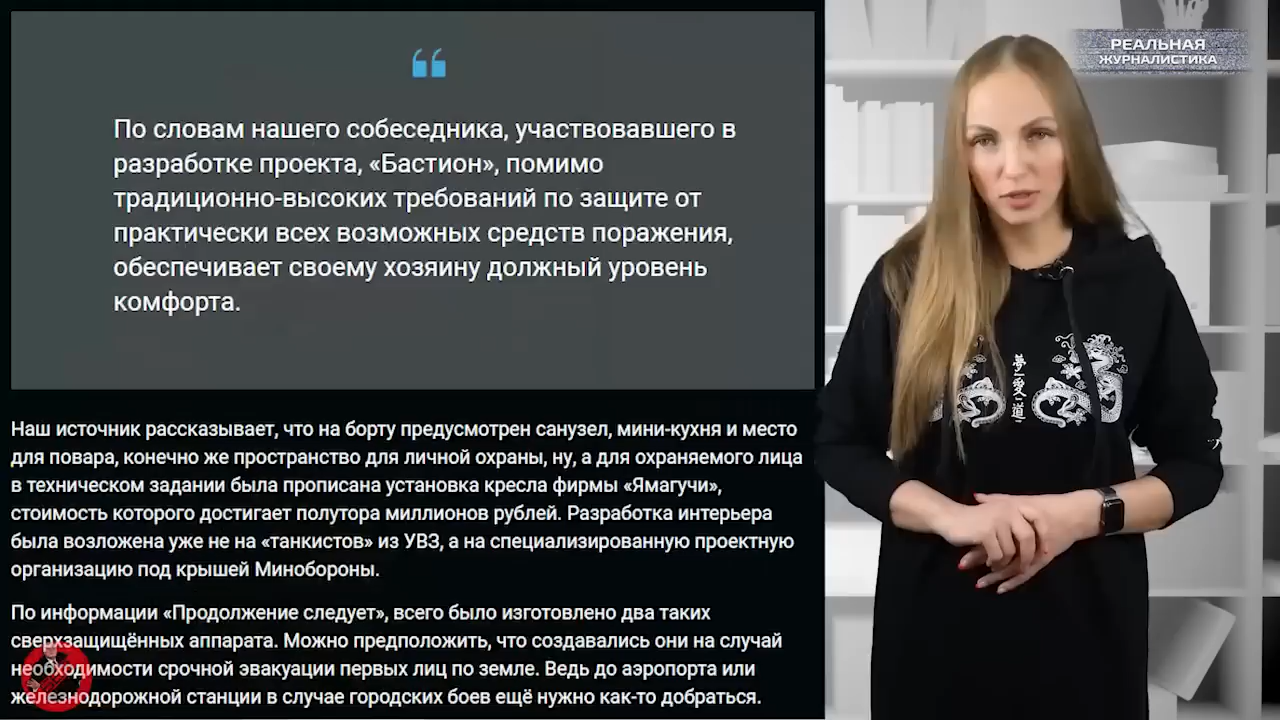 По словам нашего собеседника, участвовавшего в
разработке проекта, «Бастион», помимо
традиционно-высоких требований по защите от
практически всех возможных средств поражения,
обеспечивает своему хозяину должный уровень
комфорта.
Наш источник рассказывает, что на борту предусмотрен санузел, мини-кухня и место
для повара, конечно же пространство для личной охраны, ну, а для охраняемого лица
в техническом задании была прописана установка кресла фирмы «Ямагучи»,
стоимость которого достигает полутора миллионов рублей. Разработка интерьера
была возложена уже не на «танкистов» из УВЗ, а на специализированную проектную
организацию под крышей Минобороны.
По информации «Продолжение следует», всего было изготовлено два таких
сверхзащищённых аппарата. Можно предположить, что создавались они на случай
необходимости срочной эвакуации первых лиц по земле. Ведь до аэропорта или
железнодорожной станции в случае городских боев ещё нужно как-то добраться.
РЕАЛЬНАЯ
ЖУРНАЛИСТИКА
夢
愛
道